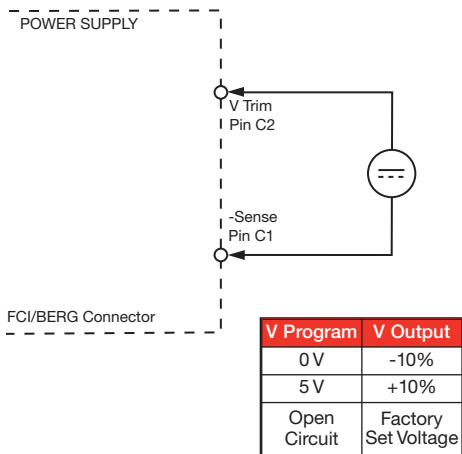 POWER SUPPLY
V Trim
Pin C2
-Sense
Pin C1
FCI/BERG Connector
V Program V Output
0 V -10%
5 V +10%
Open Circuit Factory Set Voltage